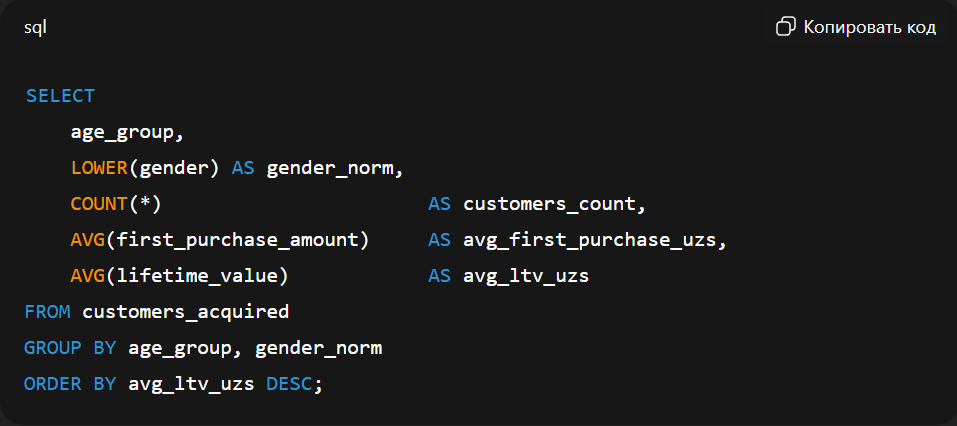 sql
Копировать код
SELECT
age_group,
LOWER(gender) AS gender_norm,
COUNT(*) AS customers_count,
AVG(first_purchase_amount) AS avg_first_purchase_uzs,
AVG(lifetime_value) AS avg_ltv_uzs
FROM customers_acquired
GROUP BY age_group, gender_norm
ORDER BY avg_ltv_uzs DESC;